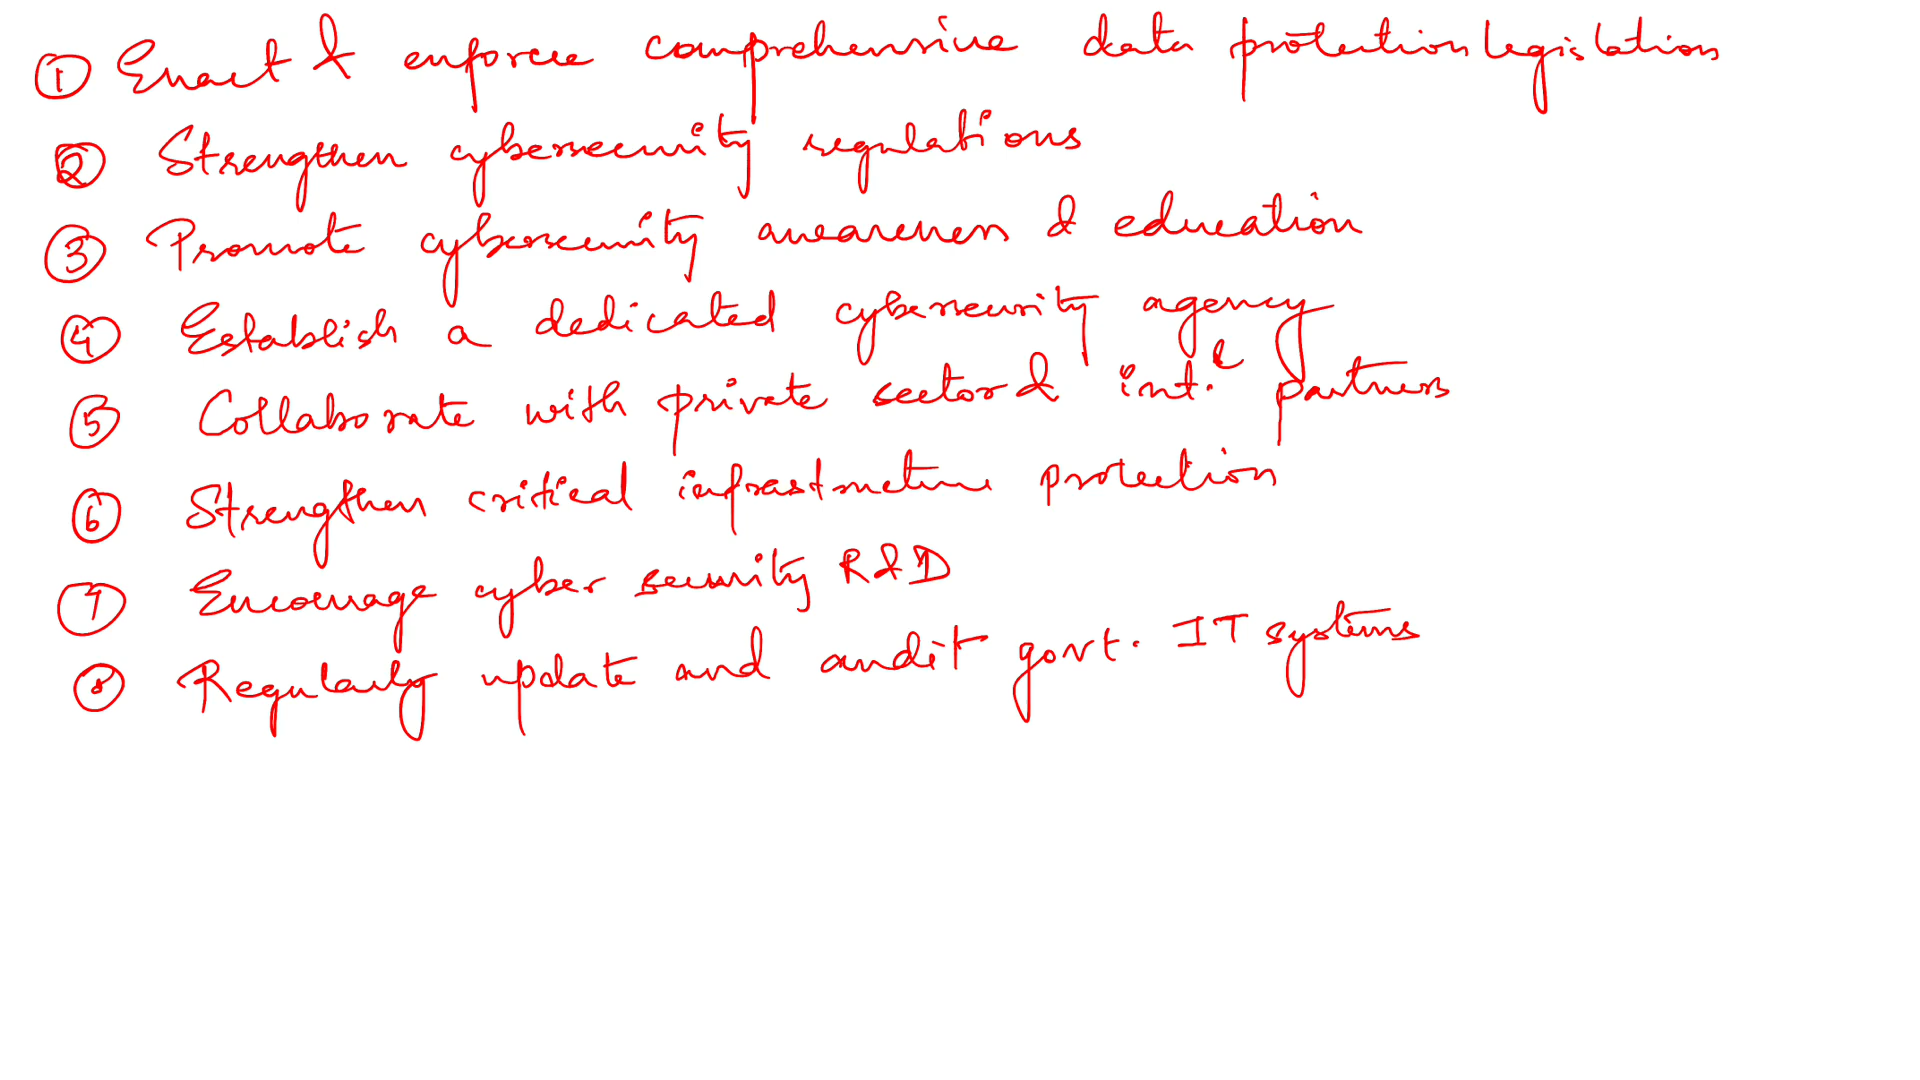 ① Enact & enforce comprehensive data protection legislation
② Strengthen cybersecurity regulations
③ Promote cybersecurity awareness & education
④ Establish a dedicated cybersecurity agency
⑤ Collaborate with private sector & int.l partners
⑥ Strengthen critical infrastructure protection
⑦ Encourage cyber security R&D
⑧ Regularly update and audit govt. IT systems